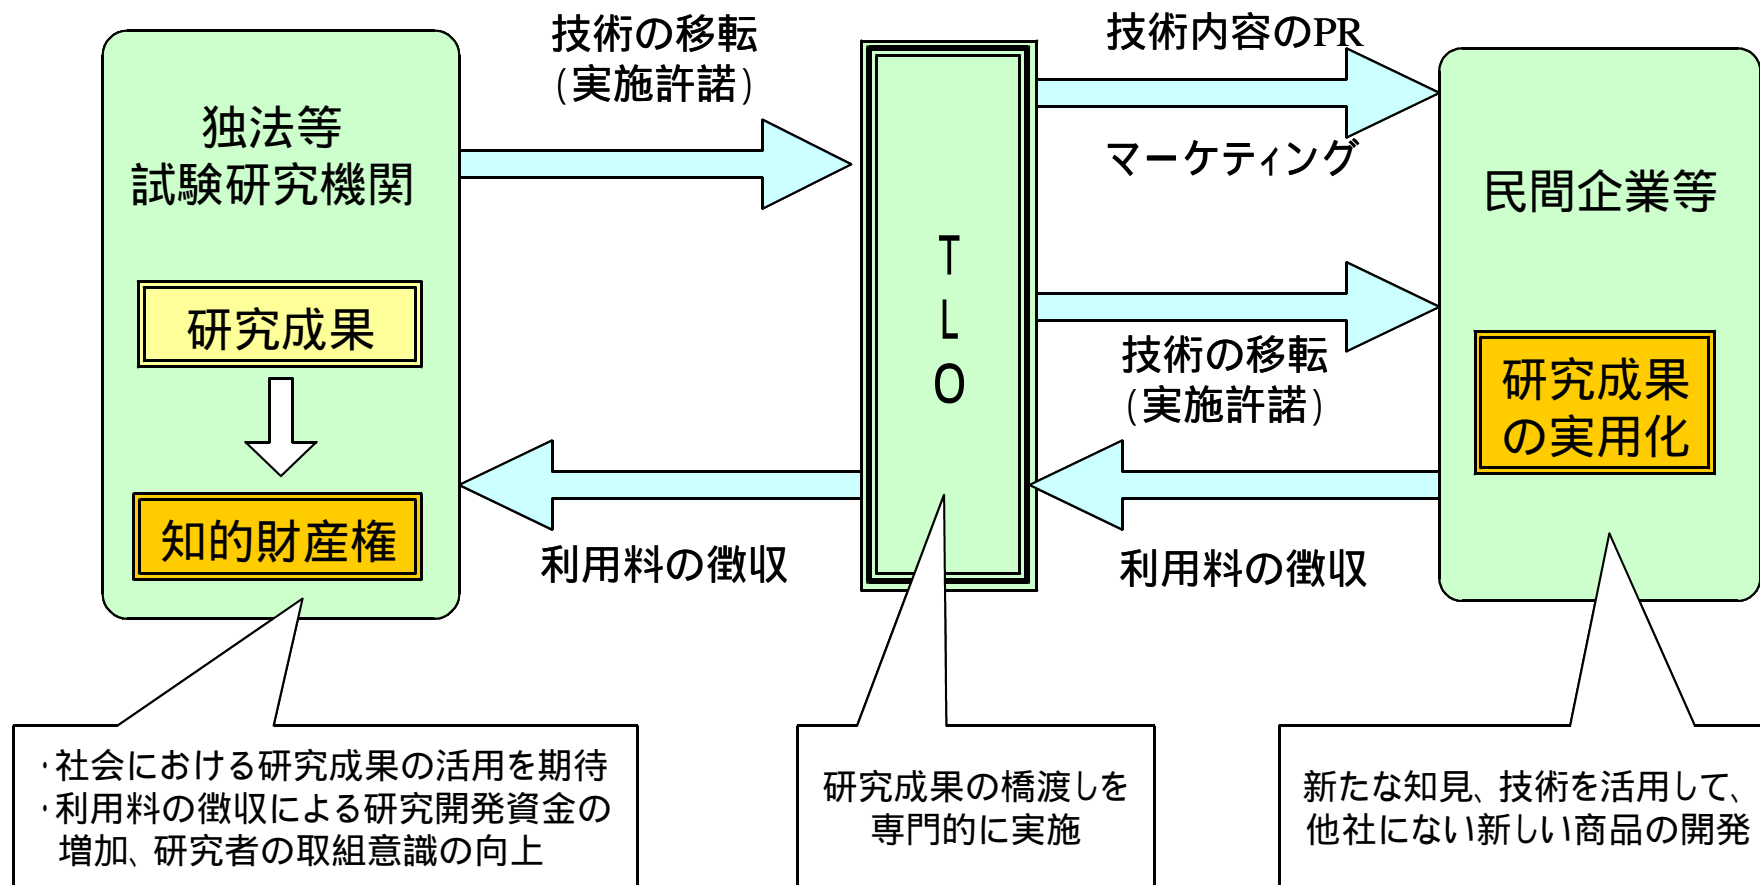 独法等
試験研究機関
研究成果
知的財産権
技術の移転
(実施許諾)
利用料の徴収
TLO
技術内容のPR
マーケティング
技術の移転
(実施許諾)
利用料の徴収
民間企業等
研究成果
の実用化
・社会における研究成果の活用を期待
・利用料の徴収による研究開発資金の
増加、研究者の取組意識の向上
研究成果の橋渡しを
専門的に実施
新たな知見、技術を活用して、
他社にない新しい商品の開発